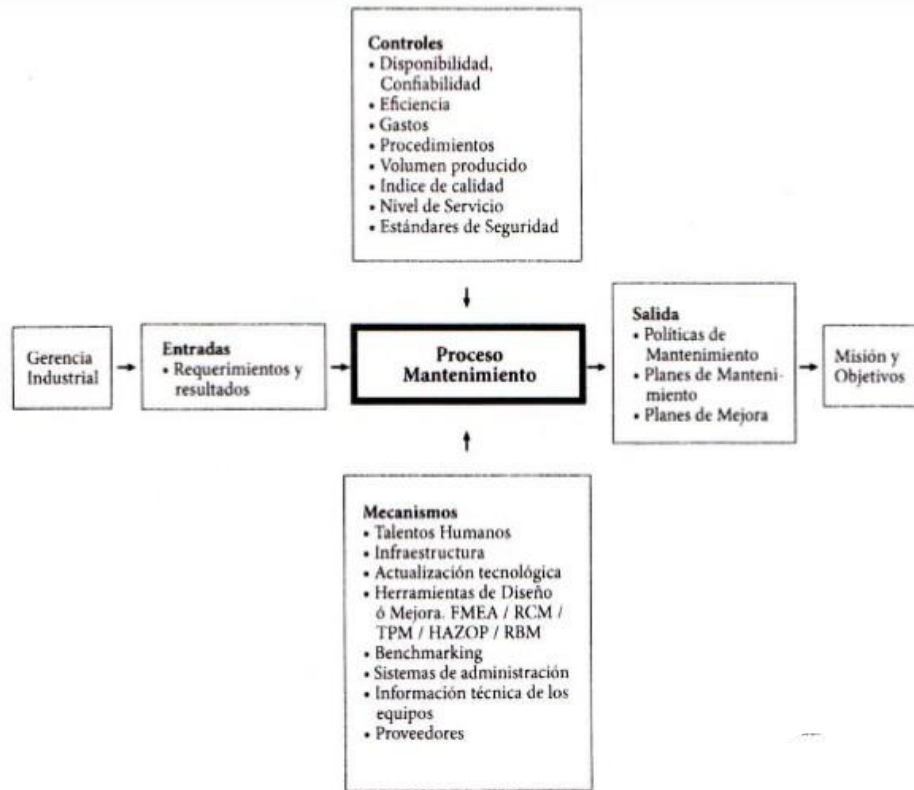 Controles
• Disponibilidad,
Confiabilidad
• Eficiencia
• Gastos
• Procedimientos
• Volumen producido
• Indice de calidad
• Nivel de Servicio
• Estándares de Seguridad
Gerencia
Industrial
Entradas
• Requerimientos y
resultados
Proceso
Mantenimiento
Salida
• Políticas de
Mantenimiento
• Planes de Manteni-
miento
• Planes de Mejora
Misión y
Objetivos
Mecanismos
• Talentos Humanos
• Infraestructura
• Actualización tecnológica
• Herramientas de Diseño
ó Mejora. FMEA / RCM /
TPM / HAZOP / RBM
• Benchmarking
• Sistemas de administración
• Información técnica de los
equipos
• Proveedores